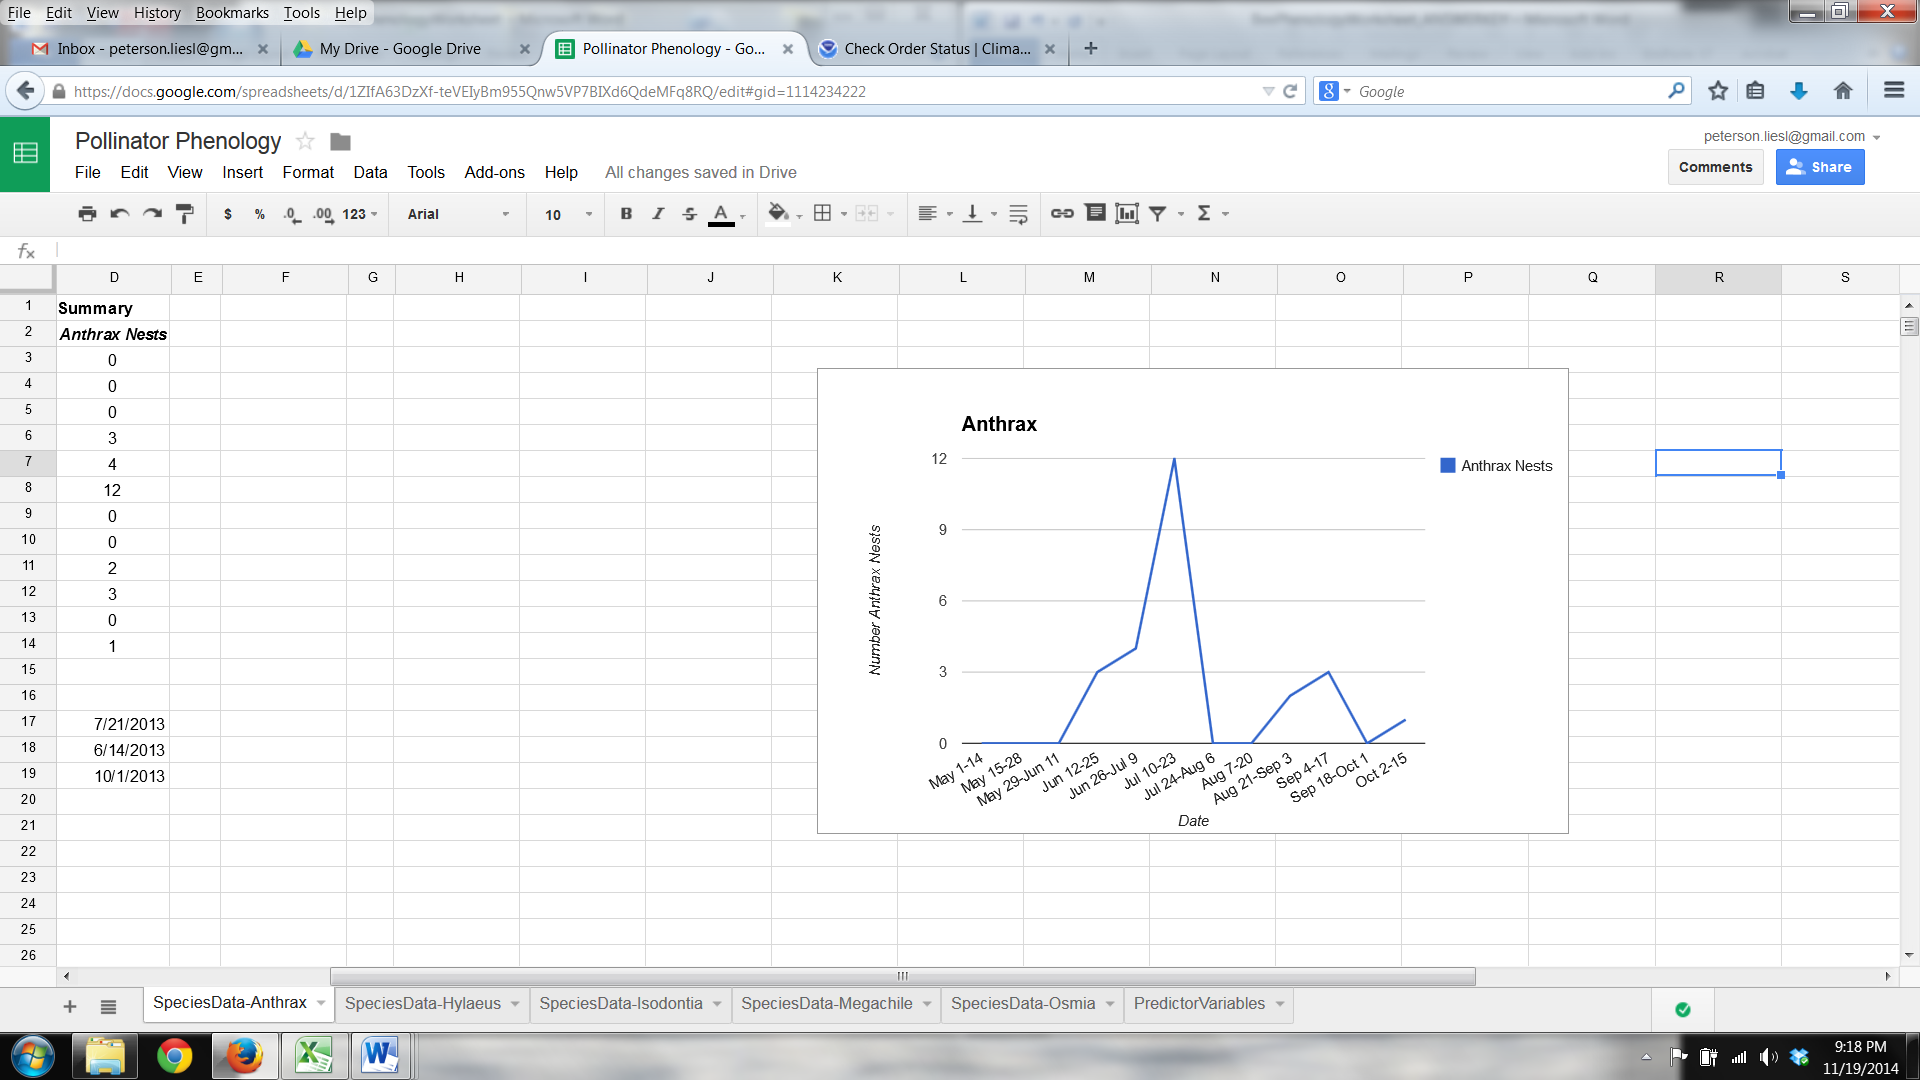 File Edit View History Bookmarks Tools Help
Inbox - peterson.liesl@gm...
My Drive - Google Drive
Pollinator Phenology - Go...
Check Order Status | Clima...
https://docs.google.com/spreadsheets/d/1ZIfA63DzXf-teVEIyBm955Qnw5VP7BIXd6QdeMFq8RQ/edit#gid=1114234222
8 Google
Pollinator Phenology
peterson.liesl@gmail.com
File Edit View Insert Format Data Tools Add-ons Help All changes saved in Drive
Comments
Share
$ % .0 .00 123 Arial 10 B I S A Σ
fx
D E F G H I J K L M N O P Q R S
1 Summary
2 Anthrax Nests
3 0
4 0
5 0
6 3
7 4
8 12
9 0
10 0
11 2
12 3
13 0
14 1
15
16
17 7/21/2013
18 6/14/2013
19 10/1/2013
20
21
22
23
24
25
26
Anthrax
Anthrax Nests
12
9
6
3
0
Number Anthrax Nests
May 1-14
May 15-28
May 29-Jun 11
Jun 12-25
Jun 26-Jul 9
Jul 10-23
Jul 24-Aug 6
Aug 7-20
Aug 21-Sep 3
Sep 4-17
Sep 18-Oct 1
Oct 2-15
Date
SpeciesData-Anthrax SpeciesData-Hylaeus SpeciesData-Isodontia SpeciesData-Megachile SpeciesData-Osmia PredictorVariables
9:18 PM
11/19/2014